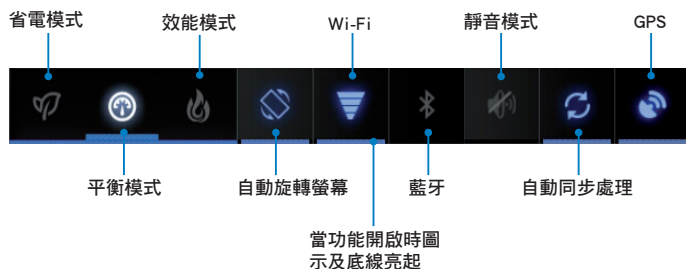 省電模式
效能模式
Wi-Fi
靜音模式
GPS
平衡模式
自動旋轉螢幕
藍牙
自動同步處理
當功能開啟時圖
示及底線亮起